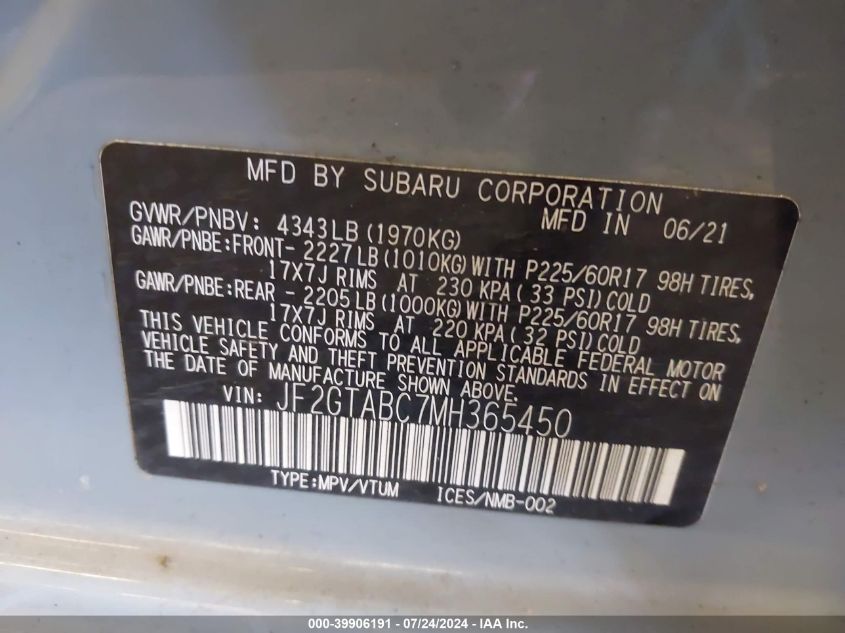 MFD BY SUBARU CORPORATION
GVWR/PNBV: 4343LB(1970KG) MFD IN 06/21
GAWR/PNBE:FRONT- 2227LB(1010KG)WITH P225/60R17 98H TIRES,
17X7J RIMS AT 230 KPA( 33 PSI)COLD
GAWR/PNBE:REAR - 2205LB(1000KG)WITH P225/60R17 98H TIRES,
17X7J RIMS AT 220 KPA( 32 PSI)COLD
THIS VEHICLE CONFORMS TO ALL APPLICABLE FEDERAL MOTOR
VEHICLE SAFETY AND THEFT PREVENTION STANDARDS IN EFFECT ON
THE DATE OF MANUFACTURE SHOWN ABOVE.
VIN: JF2GTABC7MH365450
TYPE:MPV/VTUM ICES/NMB-002
000-39906191 - 07/24/2024 - IAA Inc.